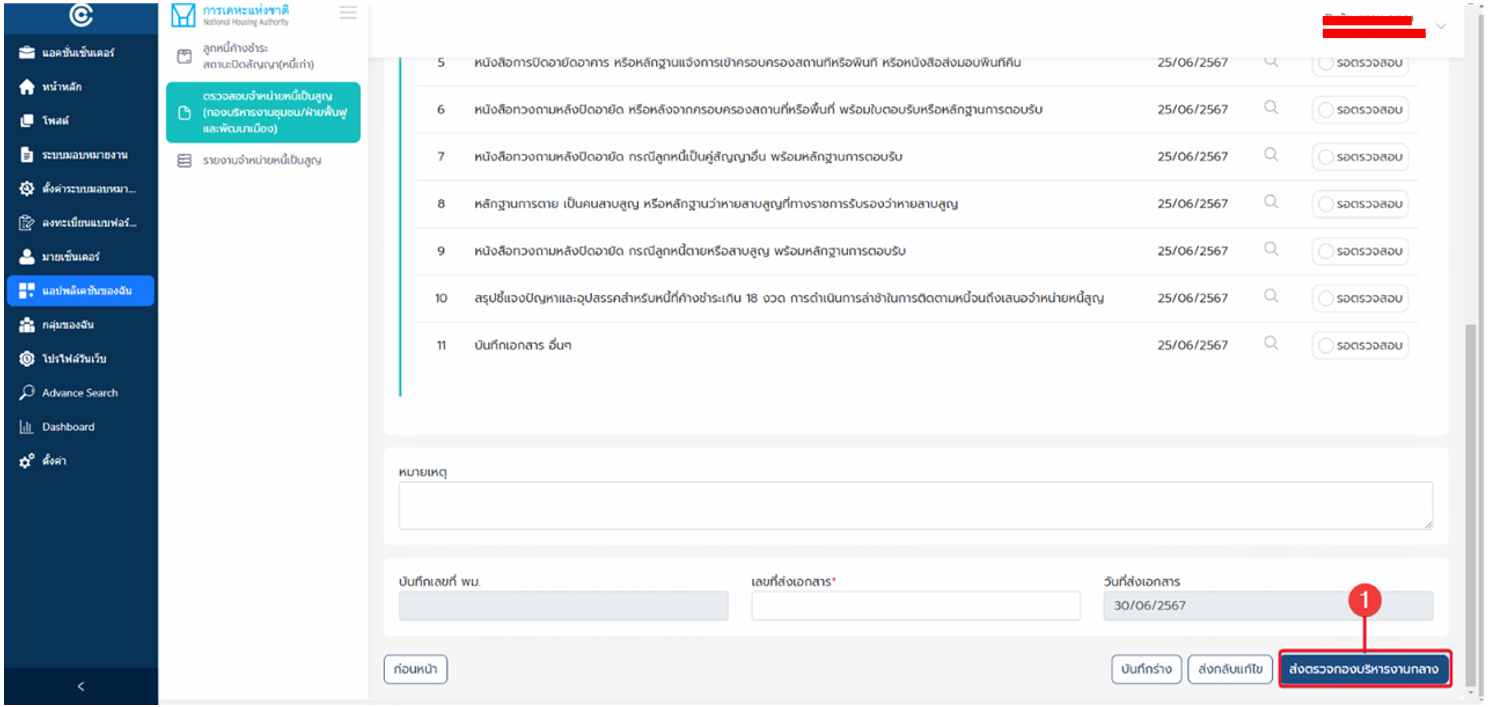 การเคหะแห่งชาติ
National Housing Authority
แอคชั่นเซ็นเตอร์
หน้าหลัก
โพสต์
ระบบมอบหมายงาน
ตั้งค่าระบบมอบหมา...
ลงทะเบียนแบบฟอร์...
มายเซ็นเตอร์
แอปพลิเคชันของฉัน
กลุ่มของฉัน
โปรไฟล์วันเว็บ
Advance Search
Dashboard
ตั้งค่า
<
ลูกหนี้ค้างชำระ
สถานะปิดสัญญา(หนี้เก่า)
ตรวจสอบจำหน่ายหนี้เป็นสูญ
(กองบริหารงานชุมชน/ฝ่ายฟื้นฟู
และพัฒนาเมือง)
รายงานจำหน่ายหนี้เป็นสูญ
5 หนังสือการปิดอายัดอาคาร หรือหลักฐานแจ้งการเข้าครอบครองสถานที่หรือพื้นที่ หรือหนังสือส่งมอบพื้นที่คืน 25/06/2567 รอตรวจสอบ
6 หนังสือทวงถามหลังปิดอายัด หรือหลังจากครอบครองสถานที่หรือพื้นที่ พร้อมใบตอบรับหรือหลักฐานการตอบรับ 25/06/2567 รอตรวจสอบ
7 หนังสือทวงถามหลังปิดอายัด กรณีลูกหนี้เป็นคู่สัญญาอื่น พร้อมหลักฐานการตอบรับ 25/06/2567 รอตรวจสอบ
8 หลักฐานการตาย เป็นคนสาบสูญ หรือหลักฐานว่าหายสาบสูญที่ทางราชการรับรองว่าหายสาบสูญ 25/06/2567 รอตรวจสอบ
9 หนังสือทวงถามหลังปิดอายัด กรณีลูกหนี้ตายหรือสาบสูญ พร้อมหลักฐานการตอบรับ 25/06/2567 รอตรวจสอบ
10 สรุปชี้แจงปัญหาและอุปสรรคสำหรับหนี้ที่ค้างชำระเกิน 18 งวด การดำเนินการล่าช้าในการติดตามหนี้จนถึงเสนอจำหน่ายหนี้สูญ 25/06/2567 รอตรวจสอบ
11 บันทึกเอกสาร อื่นๆ 25/06/2567 รอตรวจสอบ
หมายเหตุ
บันทึกเลขที่ พม. เลขที่ส่งเอกสาร* วันที่ส่งเอกสาร
30/06/2567
1
ก่อนหน้า บันทึกร่าง ส่งกลับแก้ไข ส่งตรวจกองบริหารงานกลาง